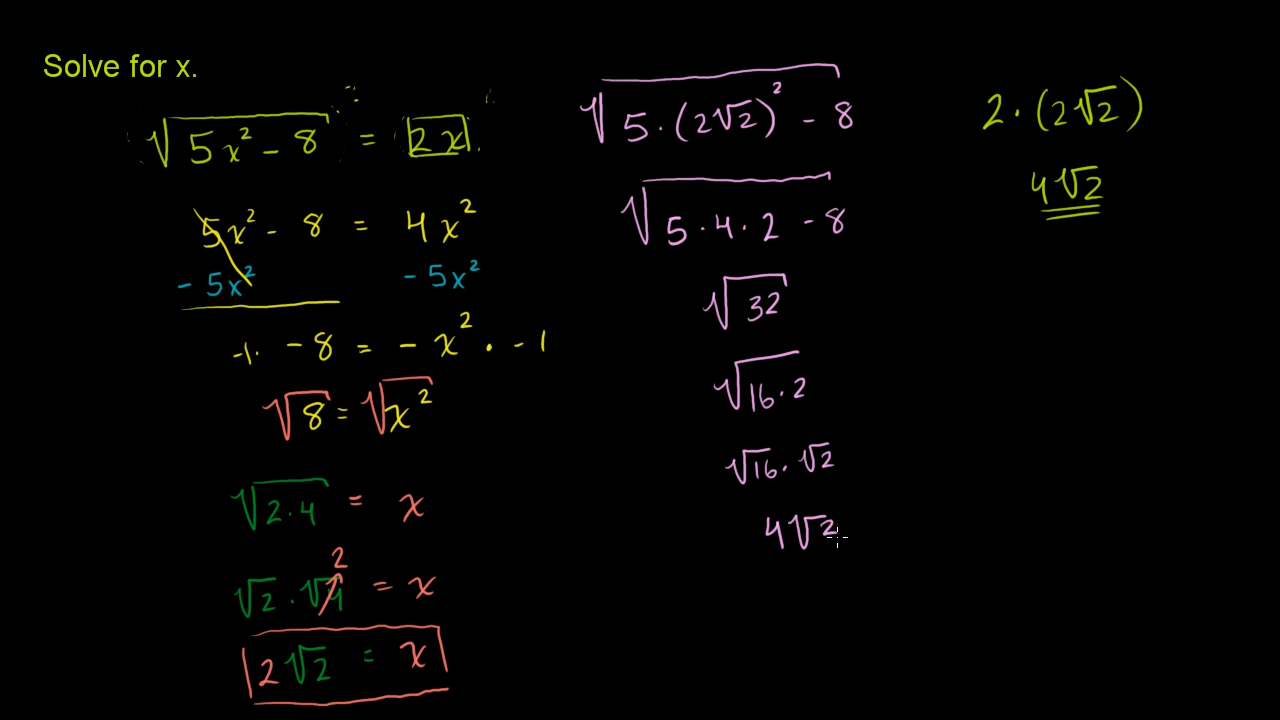 Solve for x.
√(5x² - 8) = 2x
5x² - 8 = 4x²
- 5x² - 5x²
-1· -8 = -x² · -1
√8 = √x²
√(2·4) = x
√2 · √4 2 = x
2√2 = x
√(5·(2√2)² - 8)
√(5·4·2 - 8)
√32
√(16·2)
√16 · √2
4√2
2·(2√2)
4√2